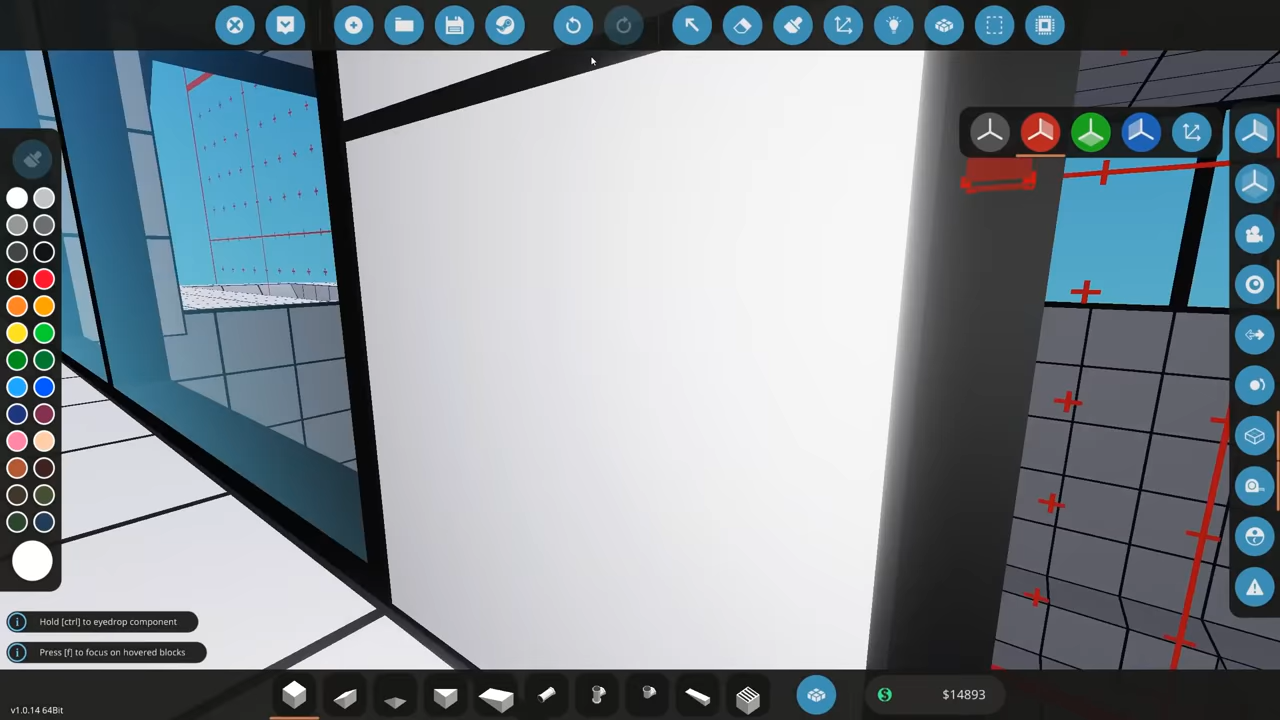 Hold [ctrl] to eyedrop component
Press [f] to focus on hovered blocks
v1.0.14 64Bit
$14893